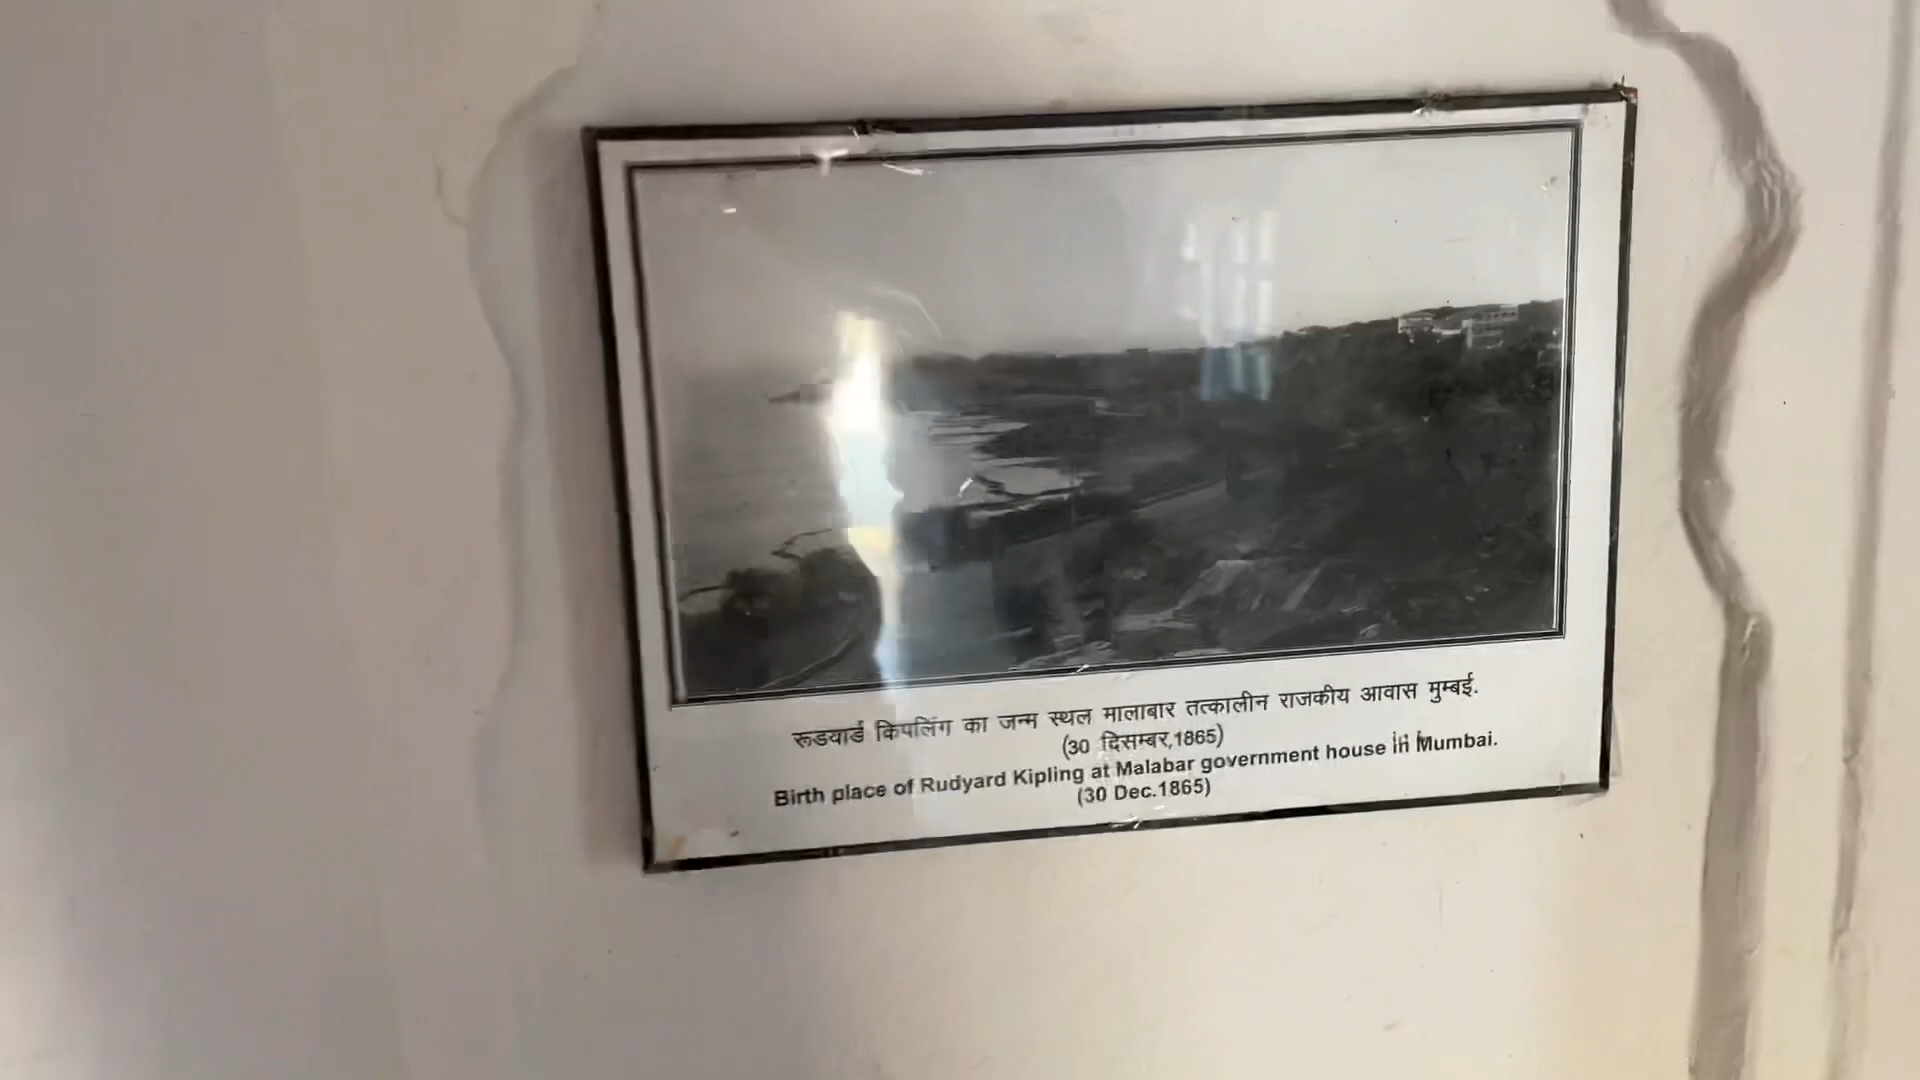 रूडयार्ड किपलिंग का जन्म स्थल मालाबार तत्कालीन राजकीय आवास मुम्बई.
(30 दिसम्बर,1865)
Birth place of Rudyard Kipling at Malabar government house in Mumbai.
(30 Dec.1865)